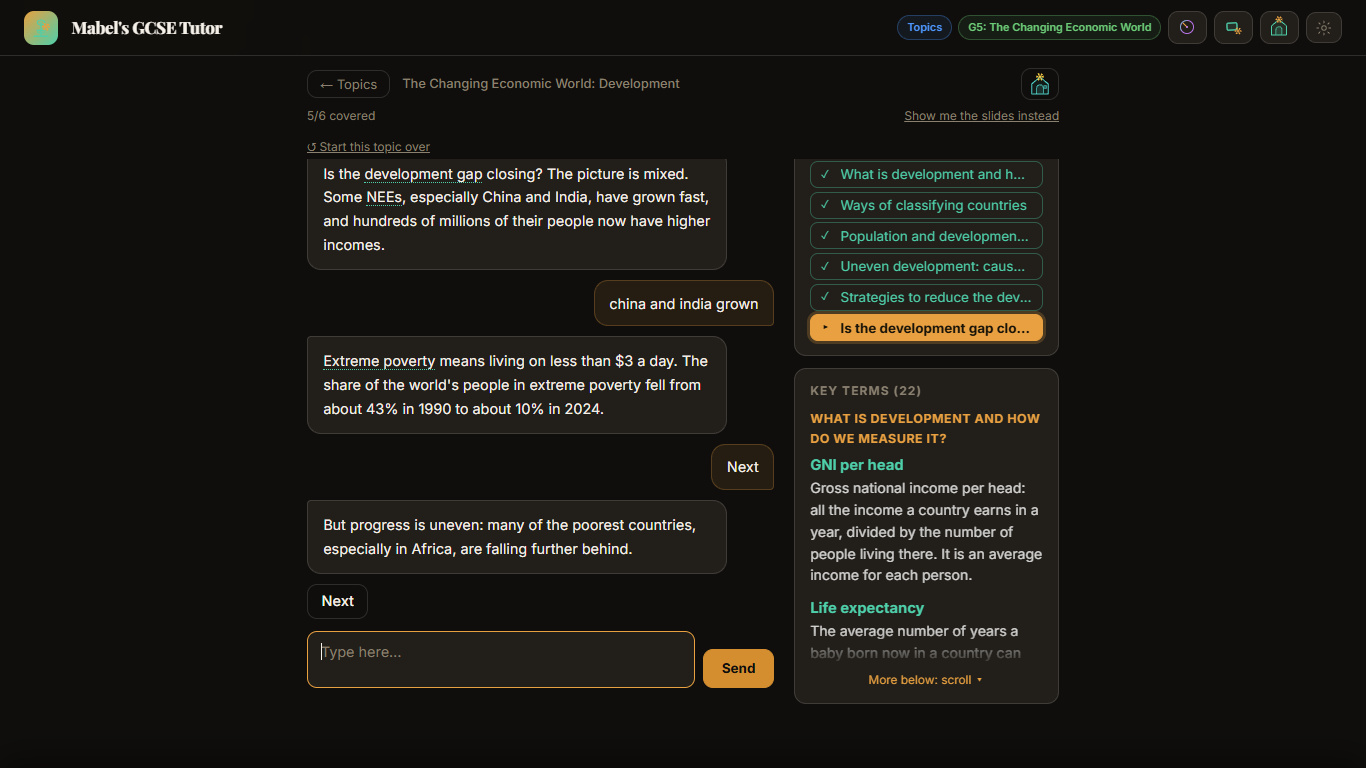 Mabel's GCSE Tutor
Topics
G5: The Changing Economic World
← Topics
The Changing Economic World: Development
5/6 covered
Show me the slides instead
↺ Start this topic over
Is the development gap closing? The picture is mixed.
Some NEEs, especially China and India, have grown fast,
and hundreds of millions of their people now have higher
incomes.
china and india grown
Extreme poverty means living on less than $3 a day. The
share of the world's people in extreme poverty fell from
about 43% in 1990 to about 10% in 2024.
Next
But progress is uneven: many of the poorest countries,
especially in Africa, are falling further behind.
Next
Type here...
Send
✓ What is development and h...
✓ Ways of classifying countries
✓ Population and developmen...
✓ Uneven development: caus...
✓ Strategies to reduce the dev...
‣ Is the development gap clo...
KEY TERMS (22)
WHAT IS DEVELOPMENT AND HOW
DO WE MEASURE IT?
GNI per head
Gross national income per head:
all the income a country earns in a
year, divided by the number of
people living there. It is an average
income for each person.
Life expectancy
The average number of years a
baby born now in a country can
More below: scroll ▾